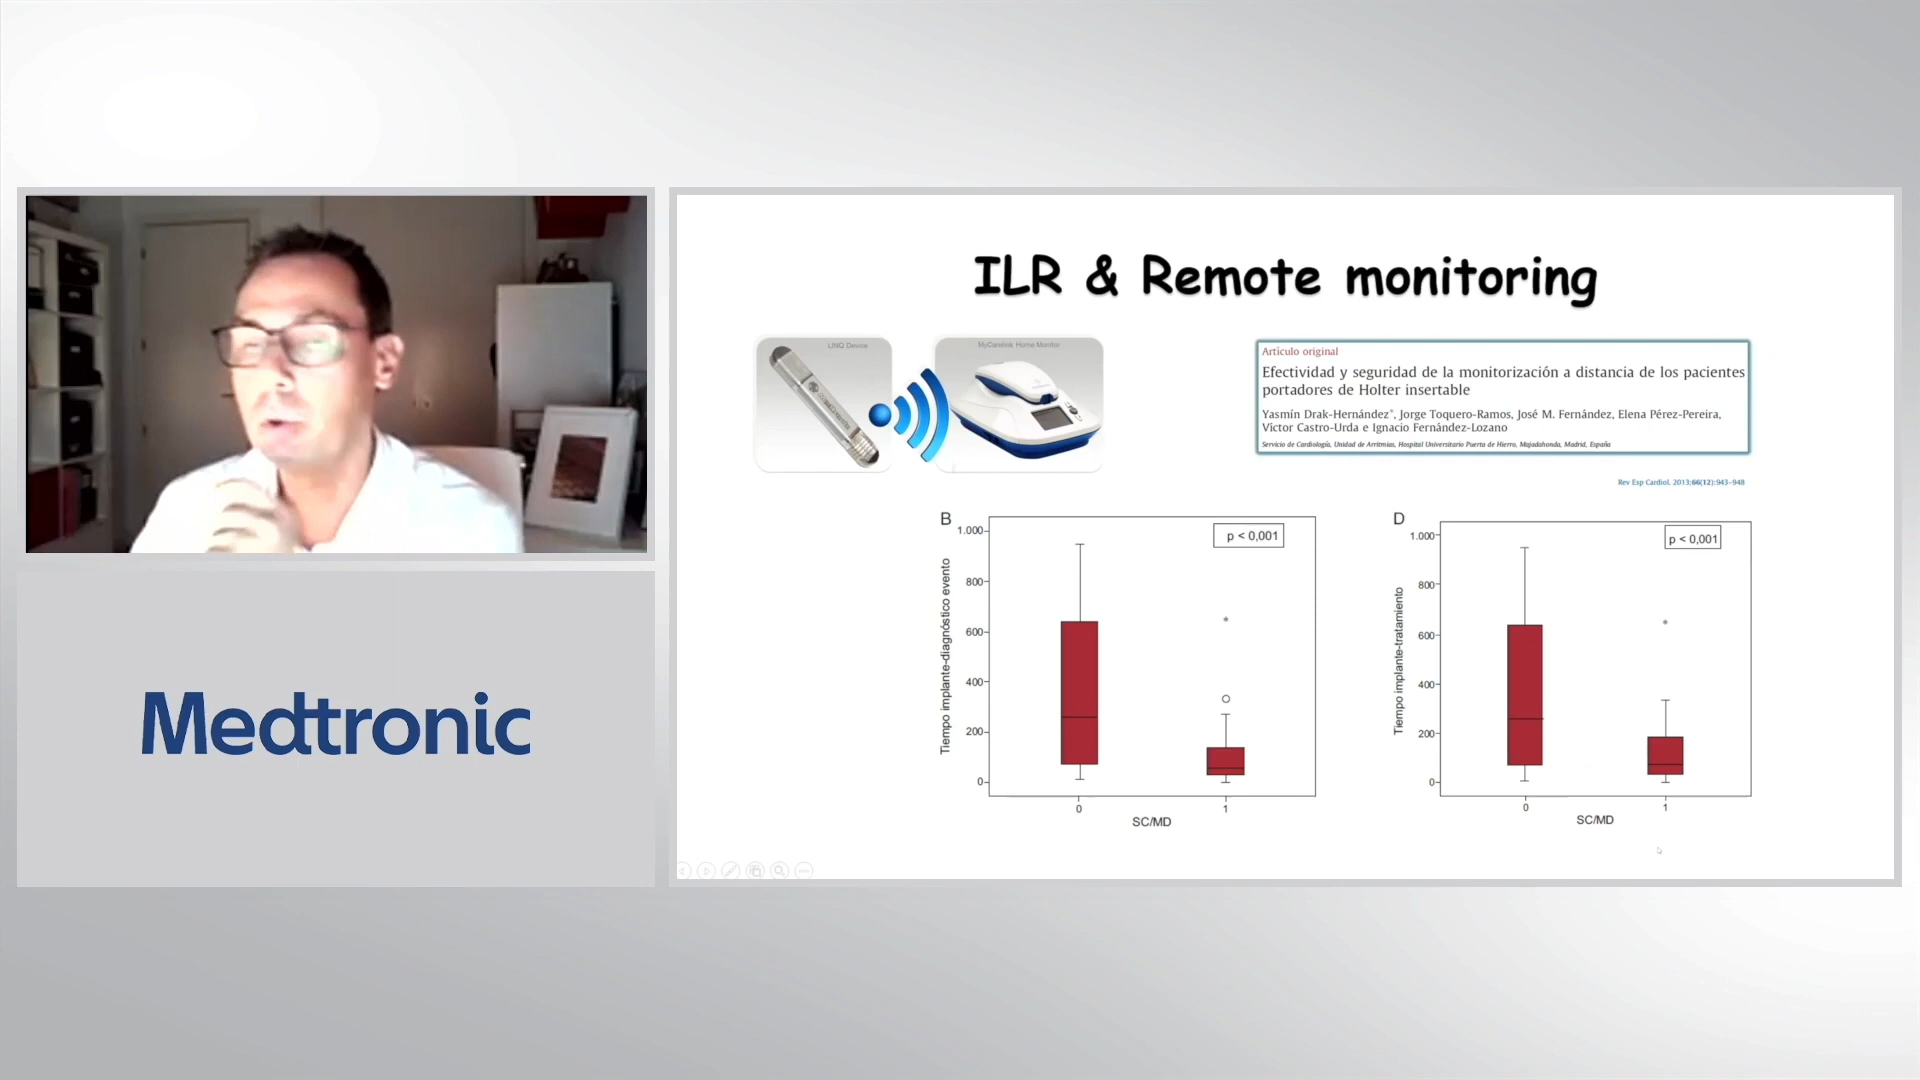 ILR & Remote monitoring
LINQ Device
MyCarelink Home Monitor
Artículo original
Efectividad y seguridad de la monitorización a distancia de los pacientes
portadores de Holter insertable
Yasmín Drak-Hernández*, Jorge Toquero-Ramos, José M. Fernández, Elena Pérez-Pereira,
Víctor Castro-Urda e Ignacio Fernández-Lozano
Servicio de Cardiología, Unidad de Arritmias, Hospital Universitario Puerta de Hierro, Majadahonda, Madrid, España
Rev Esp Cardiol. 2013;66(12):943–948
B
p < 0,001
Tiempo implante-diagnóstico evento
1.000
800
600
400
200
0
0
1
SC/MD
D
p < 0,001
Tiempo implante-tratamiento
1.000
800
600
400
200
0
0
1
SC/MD
Medtronic